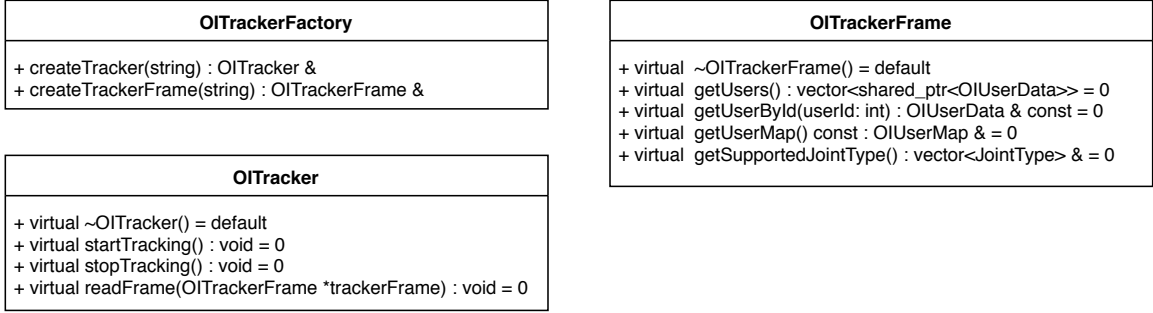 OITrackerFactory
+ createTracker(string) : OITracker &
+ createTrackerFrame(string) : OITrackerFrame &
OITracker
+ virtual ~OITracker() = default
+ virtual startTracking() : void = 0
+ virtual stopTracking() : void = 0
+ virtual readFrame(OITrackerFrame *trackerFrame) : void = 0
OITrackerFrame
+ virtual ~OITrackerFrame() = default
+ virtual getUsers() : vector<shared_ptr<OIUserData>> = 0
+ virtual getUserById(userId: int) : OIUserData & const = 0
+ virtual getUserMap() const : OIUserMap & = 0
+ virtual getSupportedJointType() : vector<JointType> & = 0